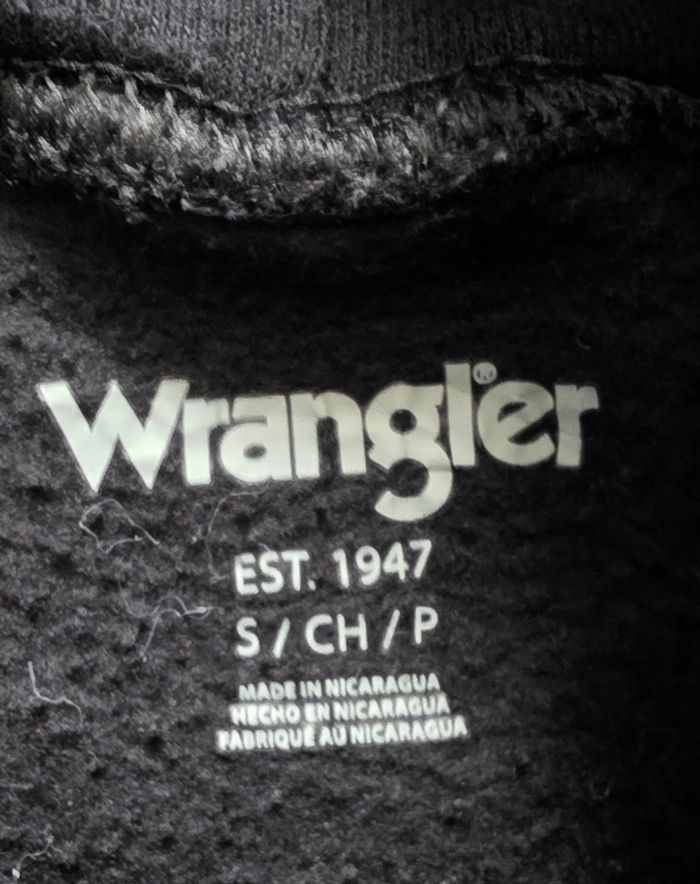 Wrangler®
EST. 1947
S / CH / P
MADE IN NICARAGUA
HECHO EN NICARAGUA
FABRIQUÉ AU NICARAGUA